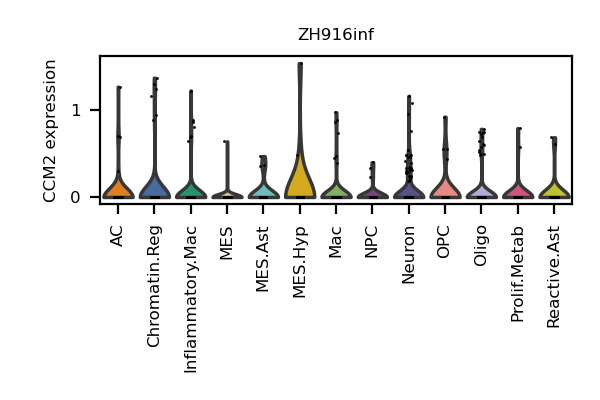 ZH916inf
CCM2 expression
1
0
AC
Chromatin.Reg
Inflammatory.Mac
MES
MES.Ast
MES.Hyp
Mac
NPC
Neuron
OPC
Oligo
Prolif.Metab
Reactive.Ast